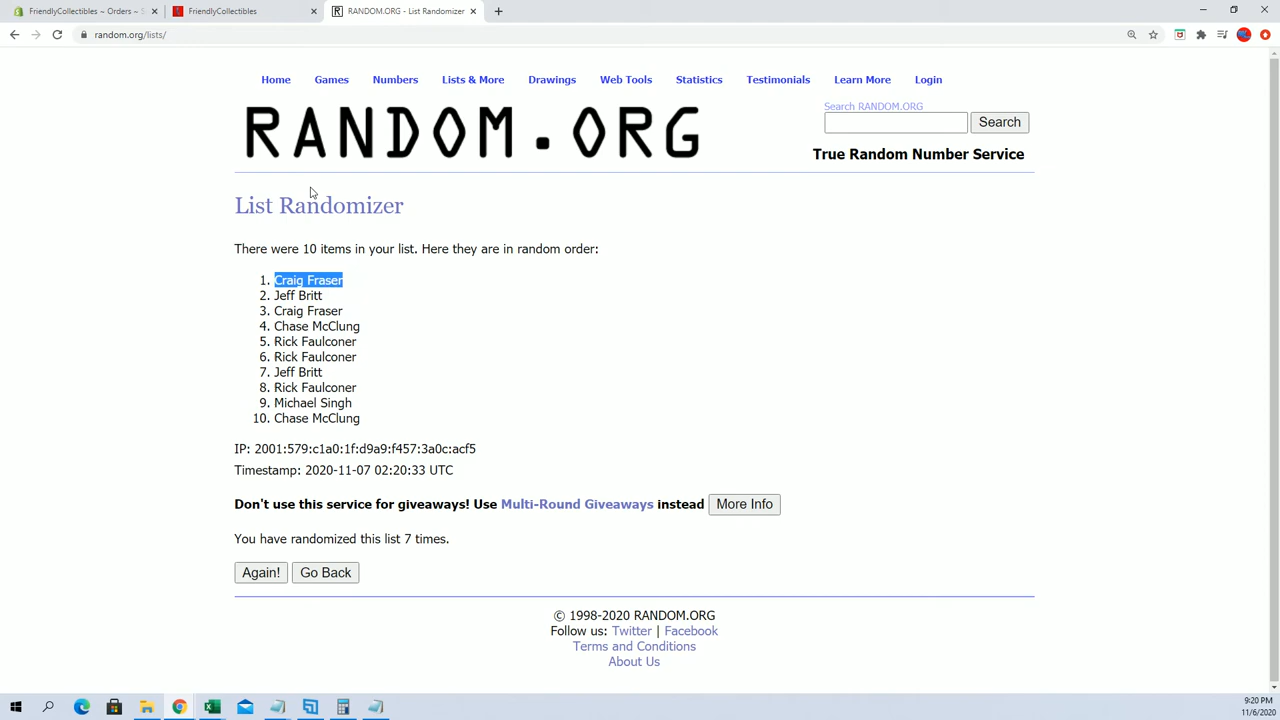 FriendlyCollectibles ~ Orders ~ S
FriendlyCollectibles
RANDOM.ORG - List Randomizer
random.org/lists/
Home
Games
Numbers
Lists & More
Drawings
Web Tools
Statistics
Testimonials
Learn More
Login
RANDOM.ORG
Search RANDOM.ORG
Search
True Random Number Service
List Randomizer
There were 10 items in your list. Here they are in random order:
1. Craig Fraser
2. Jeff Britt
3. Craig Fraser
4. Chase McClung
5. Rick Faulconer
6. Rick Faulconer
7. Jeff Britt
8. Rick Faulconer
9. Michael Singh
10. Chase McClung
IP: 2001:579:c1a0:1f:d9a9:f457:3a0c:acf5
Timestamp: 2020-11-07 02:20:33 UTC
Don't use this service for giveaways! Use Multi-Round Giveaways instead More Info
You have randomized this list 7 times.
Again! Go Back
© 1998-2020 RANDOM.ORG
Follow us: Twitter | Facebook
Terms and Conditions
About Us
9:20 PM
11/6/2020